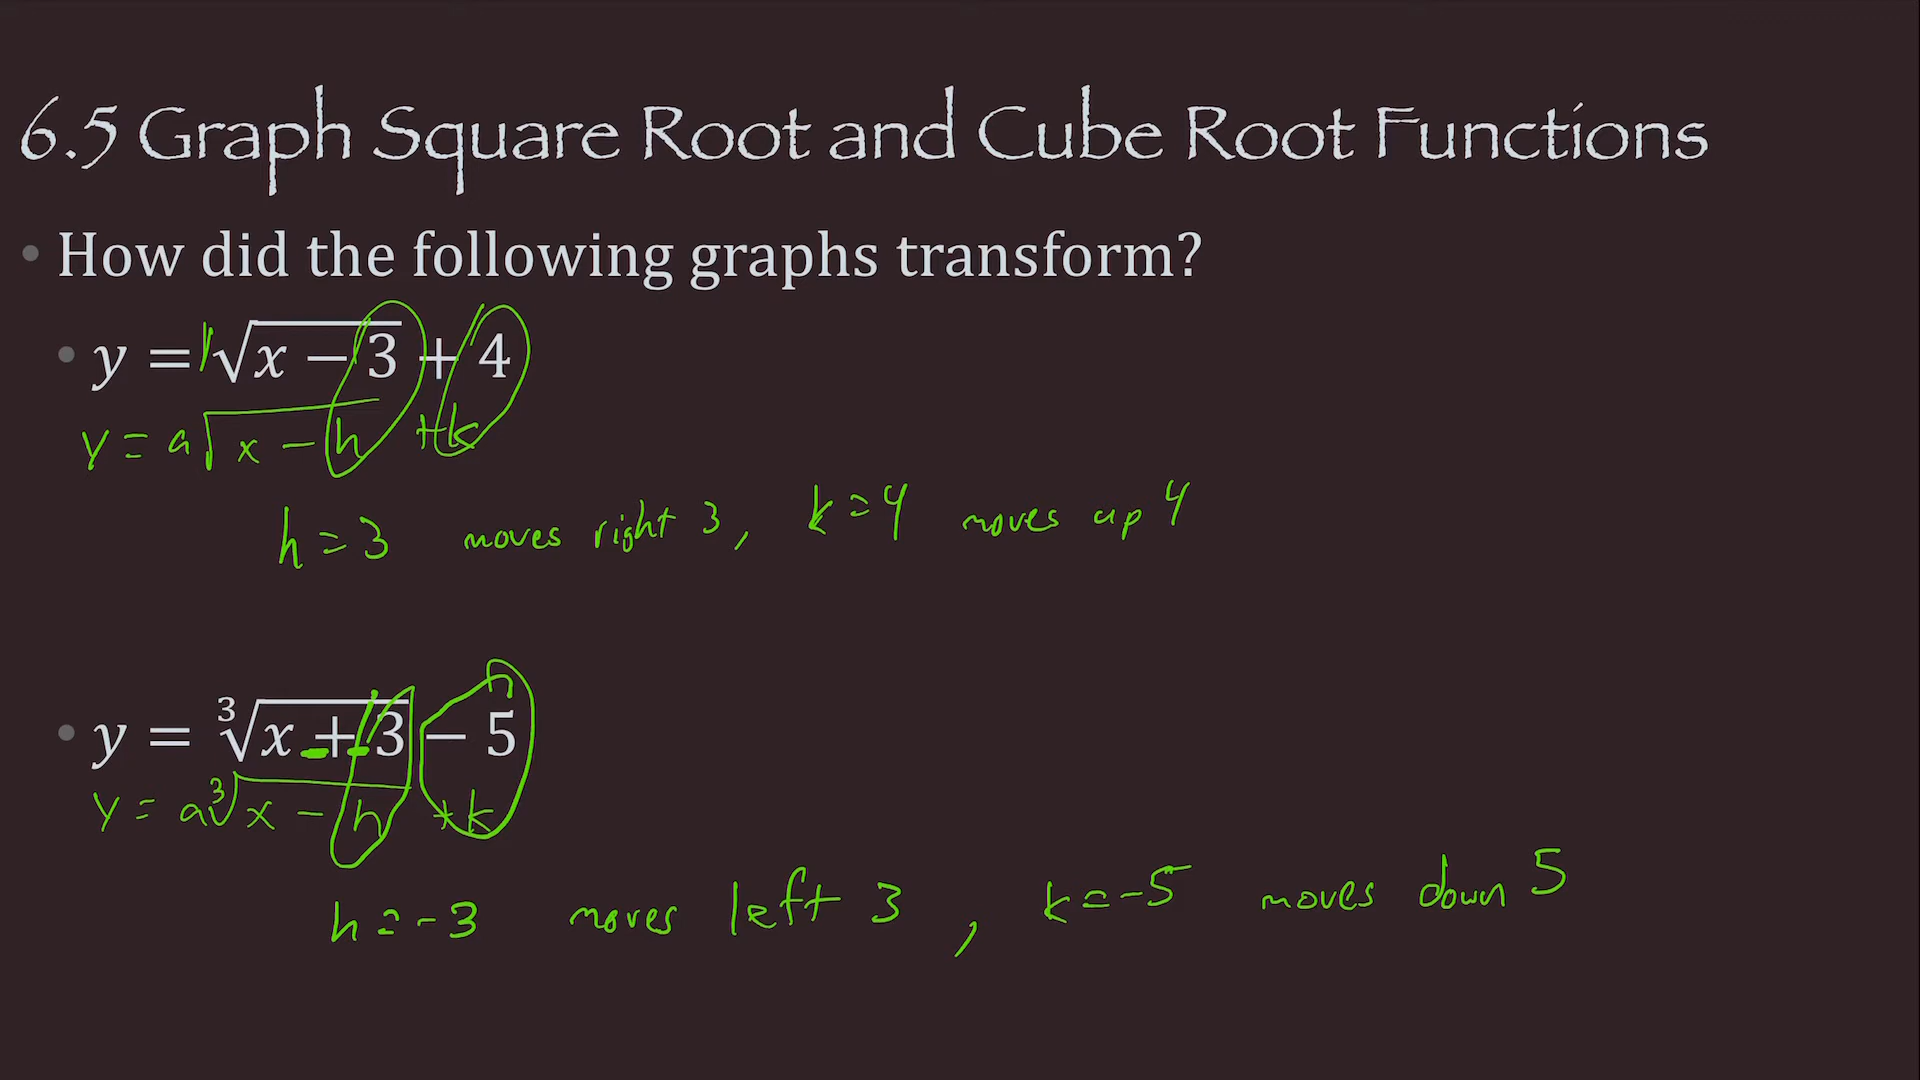 6.5 Graph Square Root and Cube Root Functions
• How did the following graphs transform?
• y = 1√(x − 3) + 4
y = a√(x − h) + k
h = 3 moves right 3, k = 4 moves up 4
• y = ∛(x + 3) − 5
y = a∛(x − h) + k
h = -3 moves left 3, k = -5 moves down 5